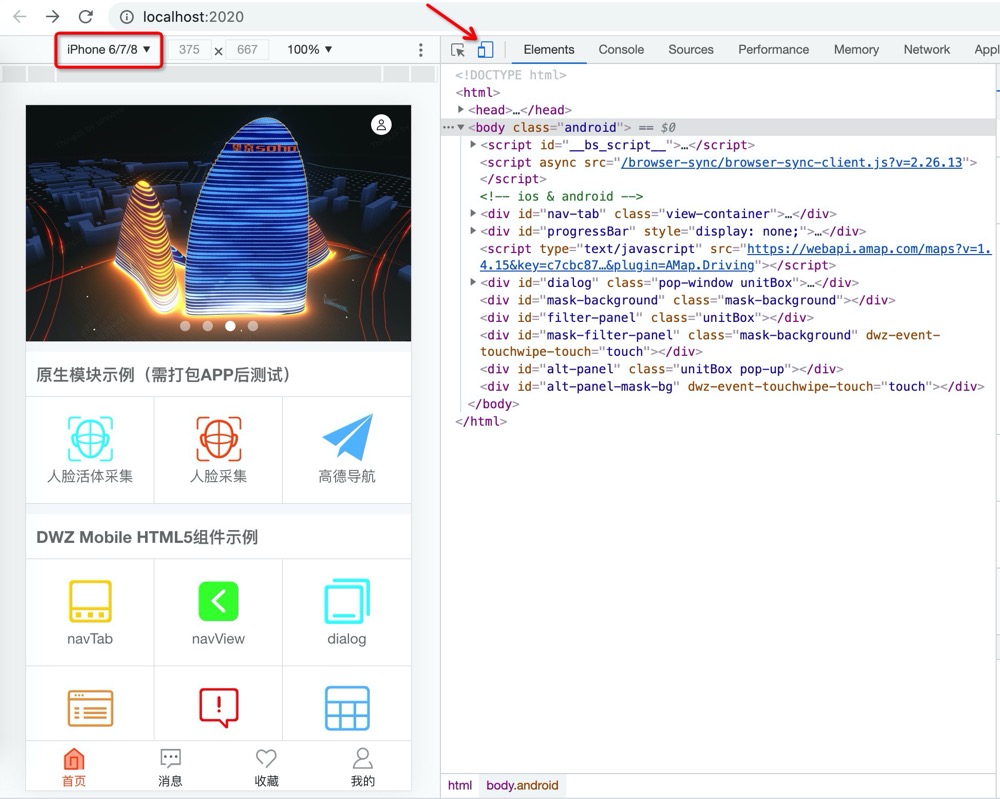 localhost:2020
iPhone 6/7/8 ▼ 375 × 667 100% ▼
Elements Console Sources Performance Memory Network Appl
<!DOCTYPE html>
<html>
▶<head>…</head>
…▼<body class="android"> == $0
▶<script id="__bs_script__">…</script>
<script async src="/browser-sync/browser-sync-client.js?v=2.26.13">
</script>
<!-- ios & android -->
▶<div id="nav-tab" class="view-container">…</div>
▶<div id="progressBar" style="display: none;">…</div>
<script type="text/javascript" src="https://webapi.amap.com/maps?v=1.
4.15&key=c7cbc87…&plugin=AMap.Driving"></script>
▶<div id="dialog" class="pop-window unitBox">…</div>
<div id="mask-background" class="mask-background"></div>
<div id="filter-panel" class="unitBox"></div>
<div id="mask-filter-panel" class="mask-background" dwz-event-
touchwipe-touch="touch"></div>
<div id="alt-panel" class="unitBox pop-up"></div>
<div id="alt-panel-mask-bg" dwz-event-touchwipe-touch="touch"></div>
</body>
</html>
原生模块示例（需打包APP后测试）
人脸活体采集 人脸采集 高德导航
DWZ Mobile HTML5组件示例
navTab navView dialog
首页 消息 收藏 我的
html body.android